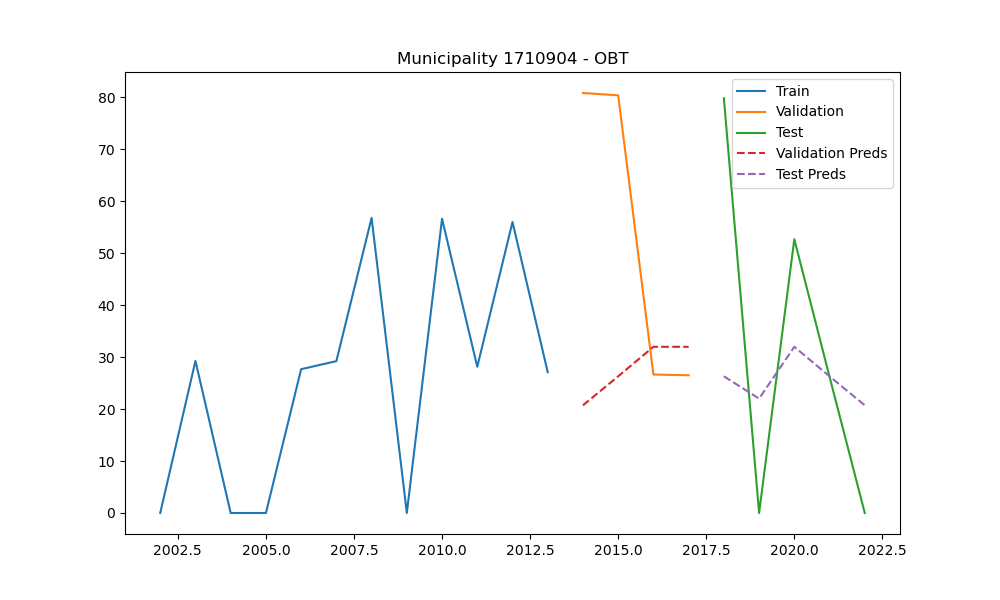 Municipality 1710904 - OBT
Train
Validation
Test
Validation Preds
Test Preds
80
70
60
50
40
30
20
10
0
2002.5 2005.0 2007.5 2010.0 2012.5 2015.0 2017.5 2020.0 2022.5